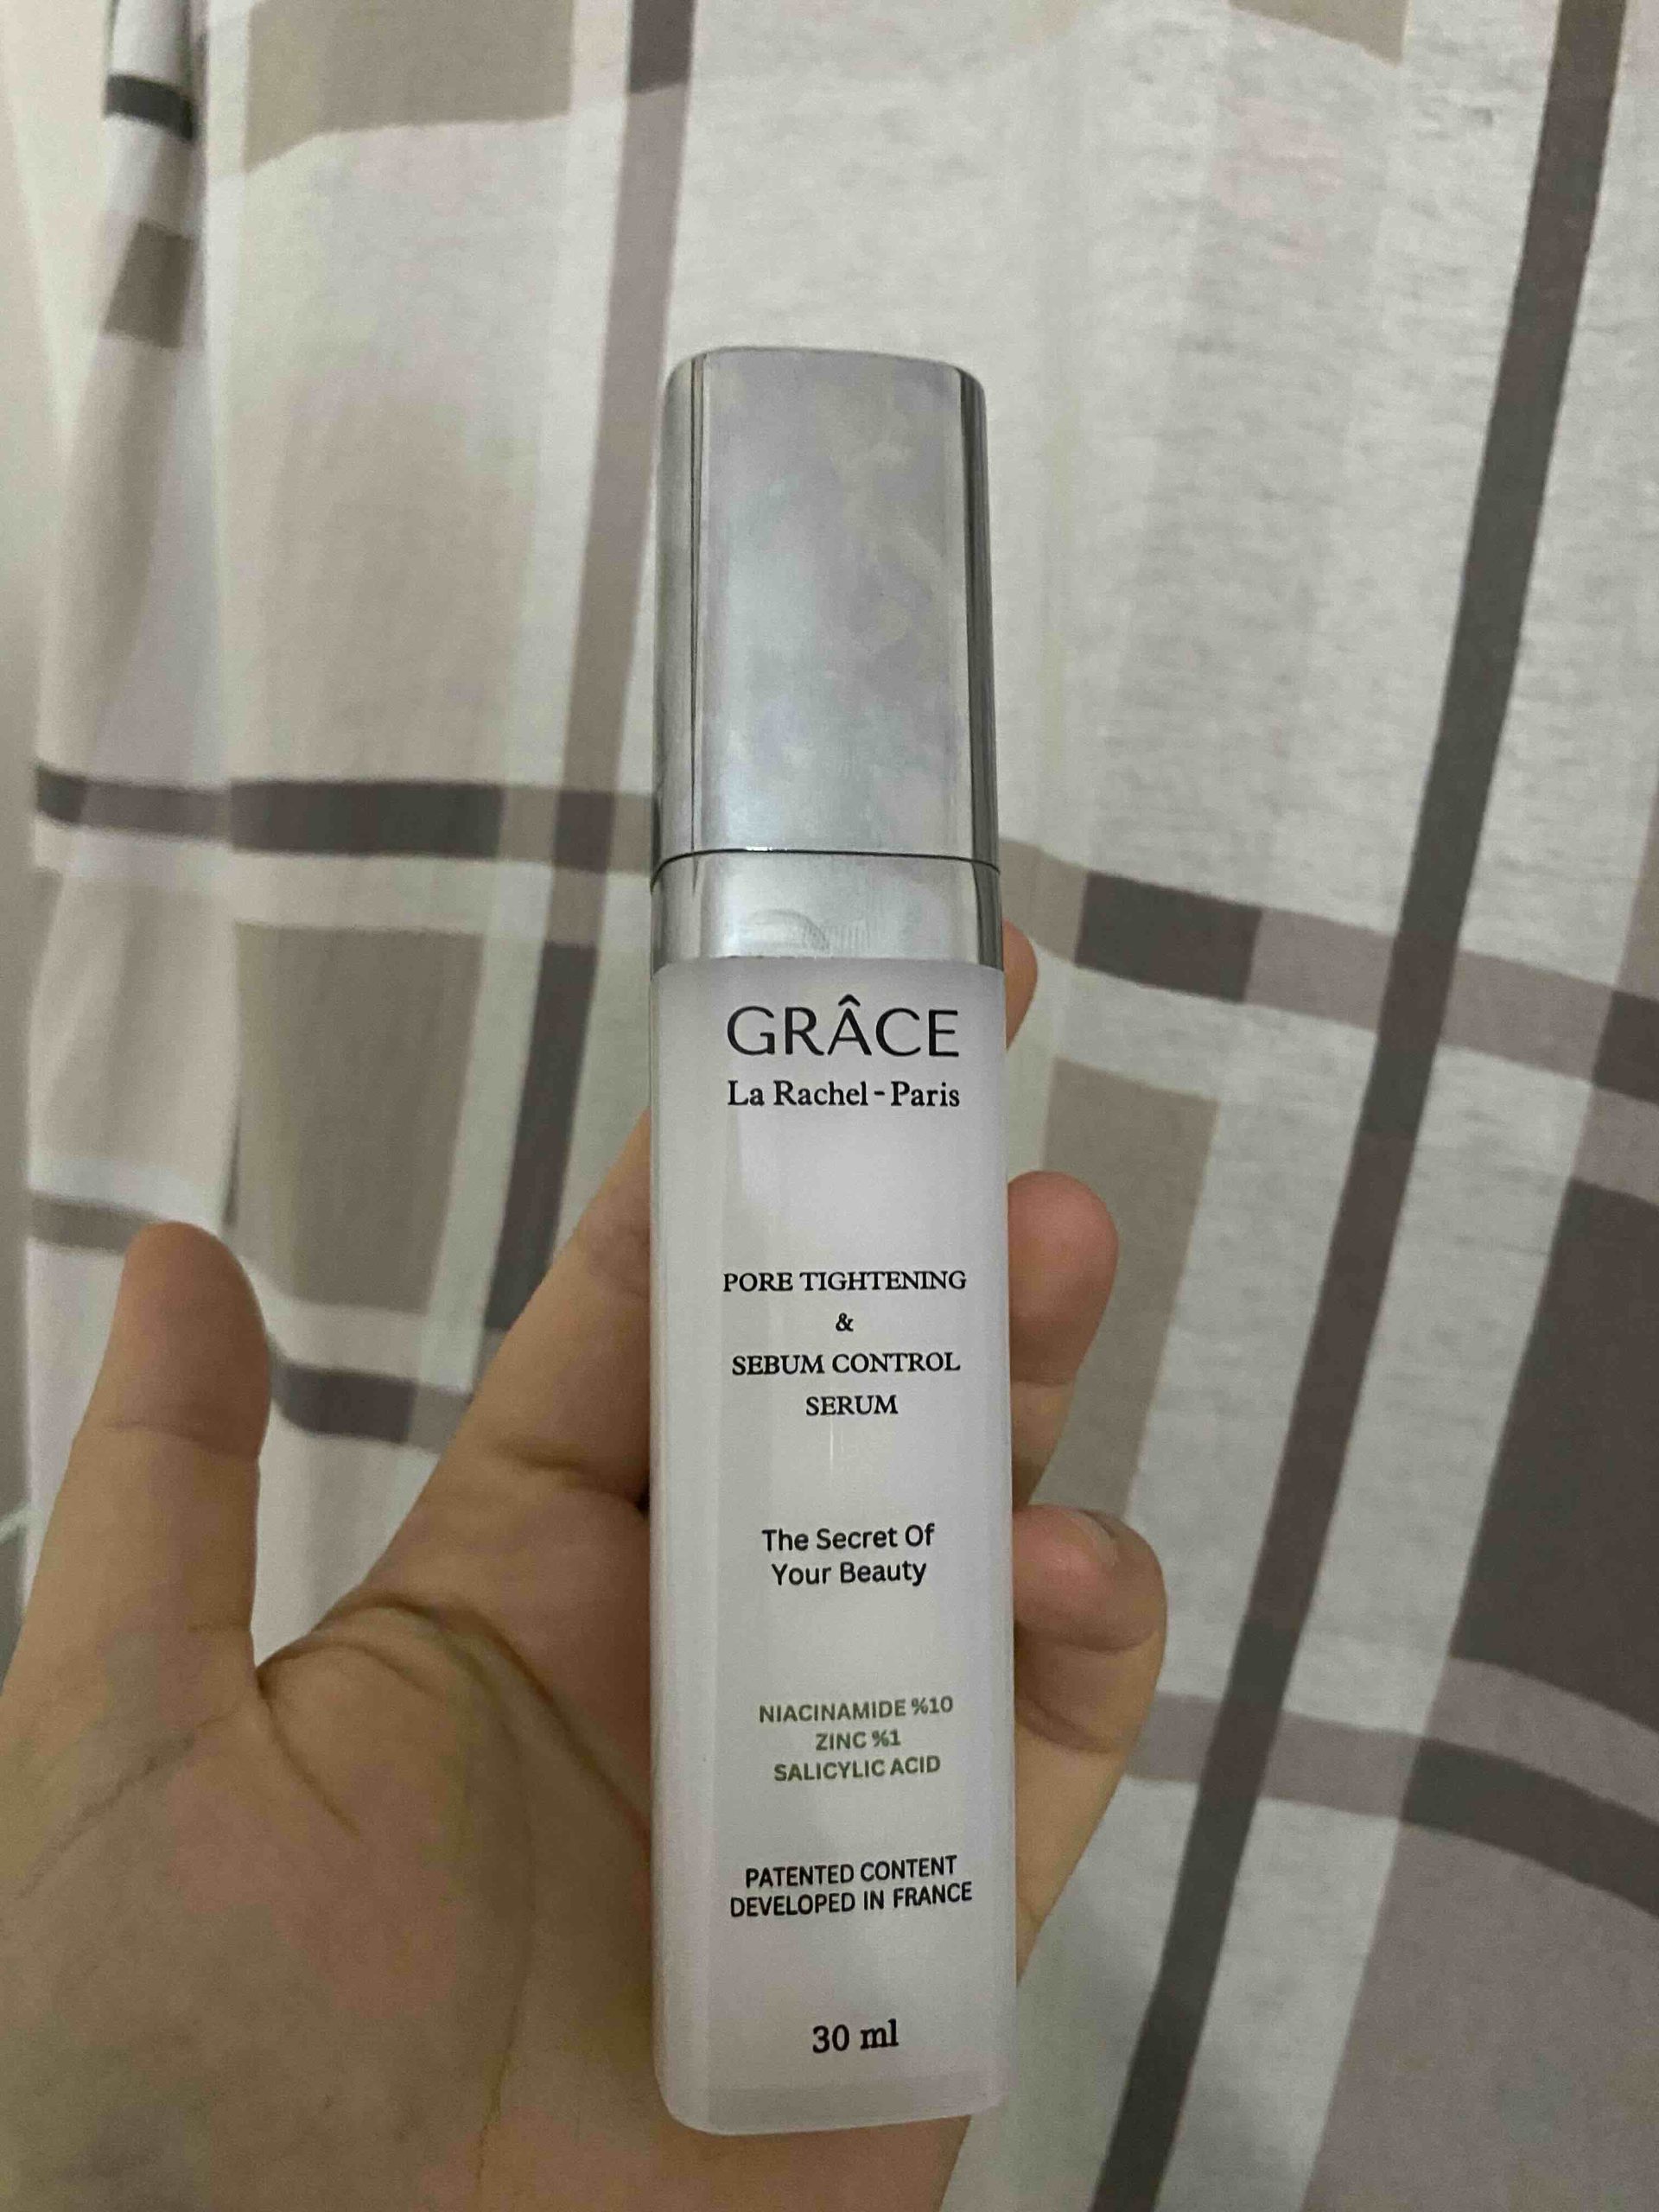 GRÂCE
La Rachel-Paris
PORE TIGHTENING
&
SEBUM CONTROL
SERUM
The Secret Of
Your Beauty
NIACINAMIDE %10
ZINC %1
SALICYLIC ACID
PATENTED CONTENT
DEVELOPED IN FRANCE
30 ml